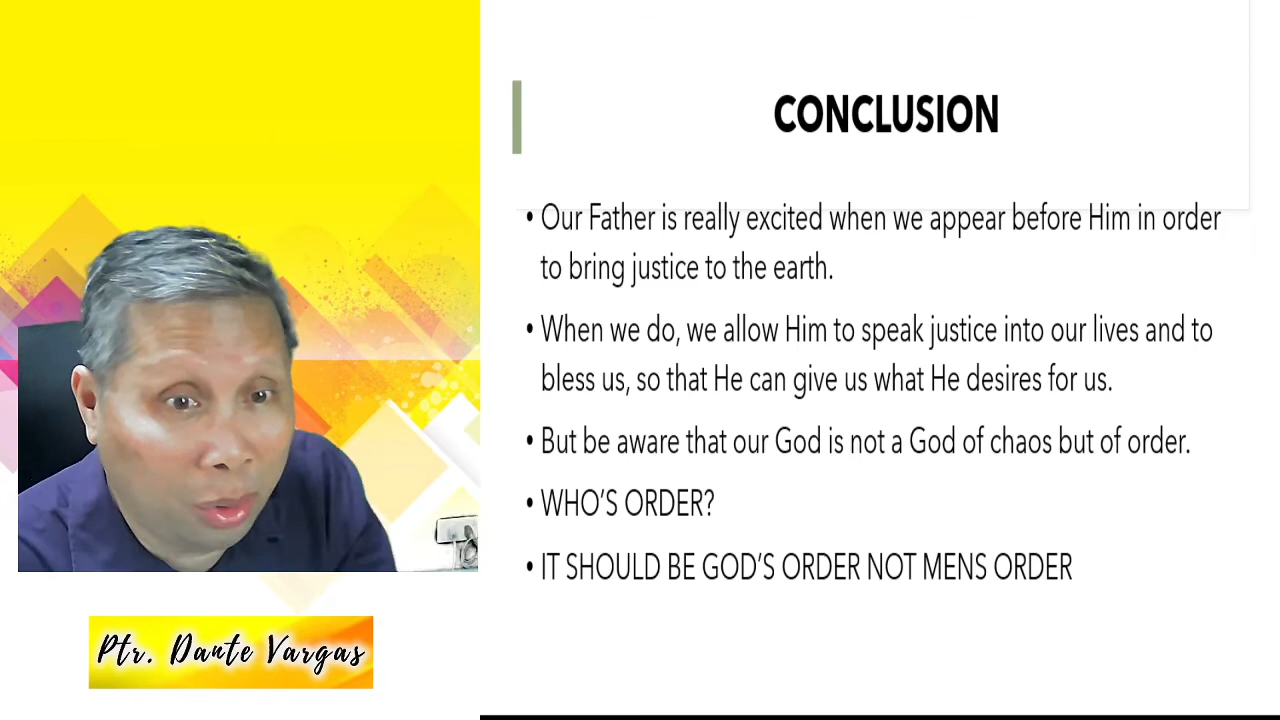 CONCLUSION
• Our Father is really excited when we appear before Him in order
to bring justice to the earth.
• When we do, we allow Him to speak justice into our lives and to
bless us, so that He can give us what He desires for us.
• But be aware that our God is not a God of chaos but of order.
• WHO'S ORDER?
• IT SHOULD BE GOD'S ORDER NOT MENS ORDER
Ptr. Dante Vargas